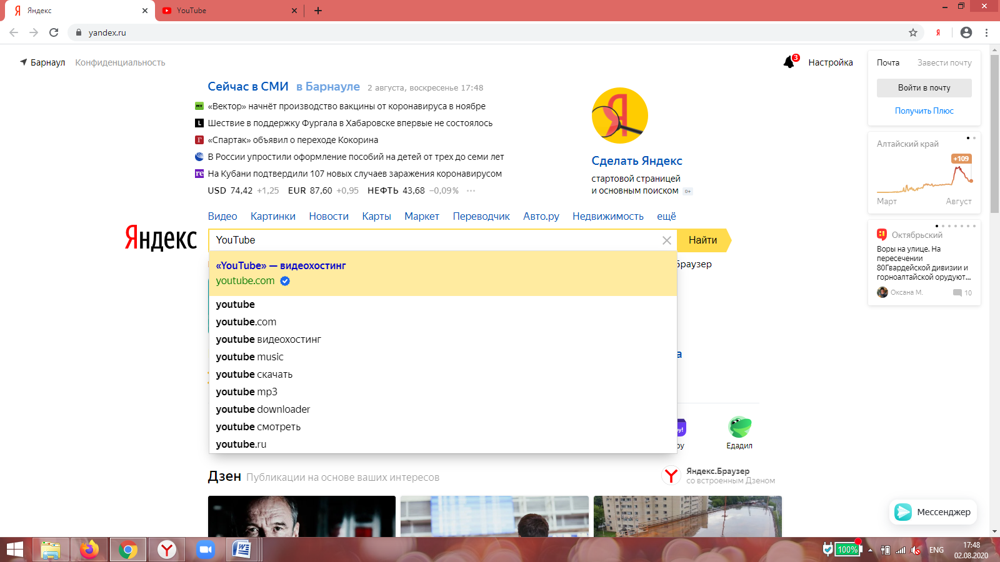 Яндекс
YouTube
yandex.ru
Барнаул
Конфиденциальность
3
Настройка
Сейчас в СМИ в Барнауле 2 августа, воскресенье 17:48
RT «Вектор» начнёт производство вакцины от коронавируса в ноябре
L Шествие в поддержку Фургала в Хабаровске впервые не состоялось
Г «Спартак» объявил о переходе Кокорина
В России упростили оформление пособий на детей от трех до семи лет
re На Кубани подтвердили 107 новых случаев заражения коронавирусом
USD 74,42 +1,25 EUR 87,60 +0,95 НЕФТЬ 43,68 −0,09% ···
Сделать Яндекс
стартовой страницей
и основным поиском 0+
Почта Завести почту
Войти в почту
Получить Плюс
Алтайский край
+109
Март Август
Октябрьский
Воры на улице. На
пересечении
80Гвардейской дивизии и
горноалтайской орудуют...
Оксана М. 10
Видео Картинки Новости Карты Маркет Переводчик Авто.ру Недвижимость ещё
Яндекс
YouTube
Найти
«YouTube» — видеохостинг
youtube.com
youtube
youtube.com
youtube видеохостинг
youtube music
youtube скачать
youtube mp3
youtube downloader
youtube смотреть
youtube.ru
браузер
а
ру!
ру
Едадил
Дзен Публикации на основе ваших интересов
Яндекс.Браузер
со встроенным Дзеном
Мессенджер
100%
ENG
17:48
02.08.2020